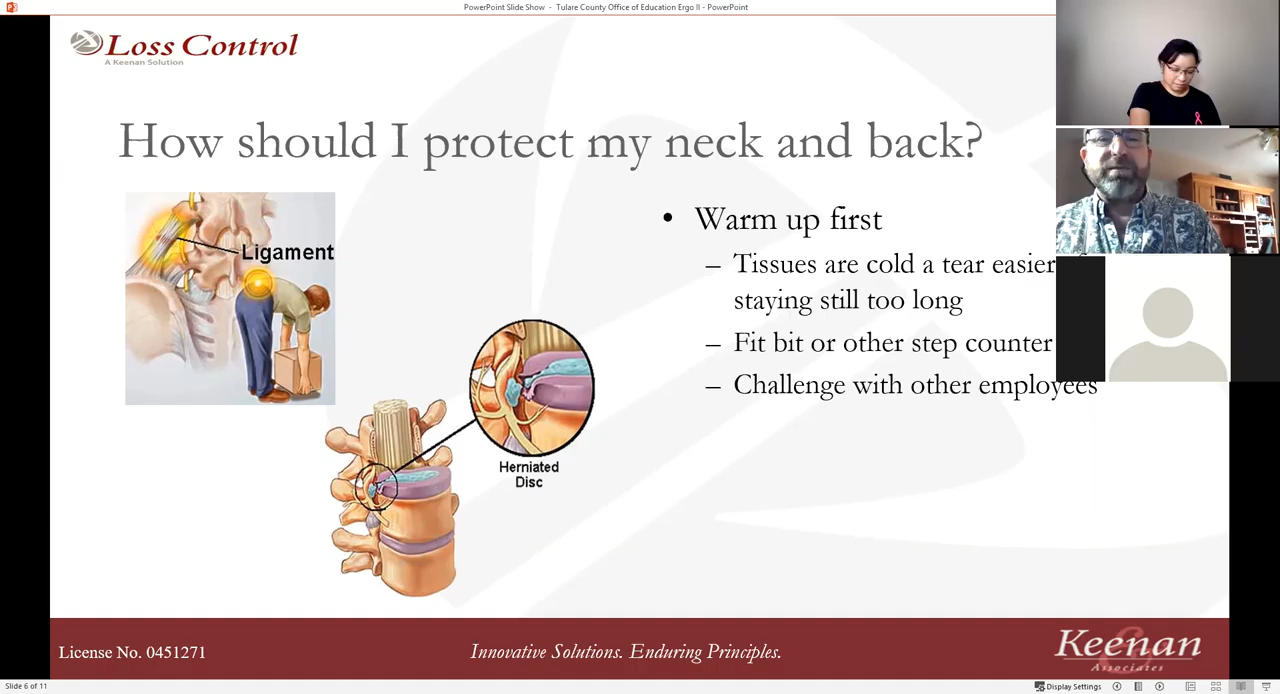 PowerPoint Slide Show - Tulare County Office of Education Ergo II - PowerPoint
Loss Control
A Keenan Solution
How should I protect my neck and back?
Ligament
• Warm up first
– Tissues are cold a tear easier
staying still too long
– Fit bit or other step counter
– Challenge with other employees
Herniated
Disc
License No. 0451271
Innovative Solutions. Enduring Principles.
Keenan
&
Associates
Slide 6 of 11
Display Settings